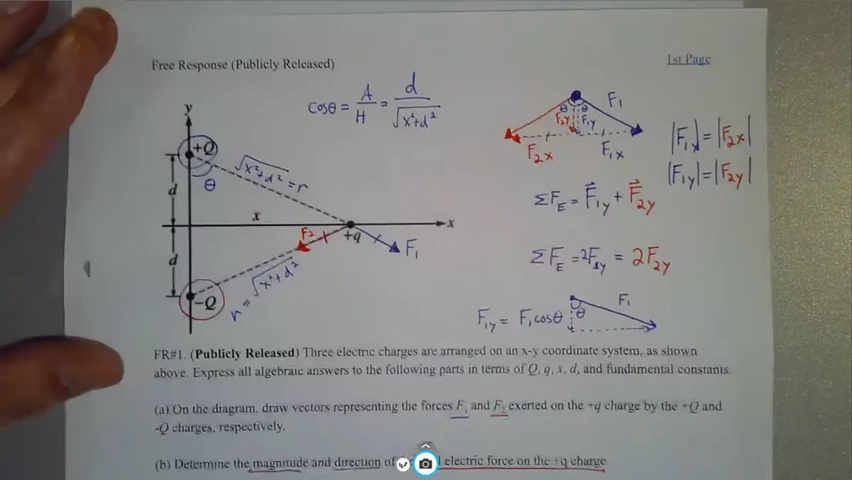 Free Response (Publicly Released)
1st Page
Cosθ = A/H = d/√x²+d²
y
+Q
θ
√x²+d² = r
d
x
x
d
F₂
+q
F₁
-Q
r = √x²+d²
θ θ
F₁
F₂y F₁y
F₂x F₁x
|F₁x| = |F₂x|
|F₁y| = |F₂y|
ΣF_E = F⃗₁y + F⃗₂y
ΣF_E = 2F₁y = 2F₂y
F₁y = F₁cosθ
θ
F₁
FR#1. (Publicly Released) Three electric charges are arranged on an x-y coordinate system, as shown
above. Express all algebraic answers to the following parts in terms of Q, q, x, d, and fundamental constants.
(a) On the diagram, draw vectors representing the forces F₁ and F₂ exerted on the +q charge by the +Q and
-Q charges, respectively.
(b) Determine the magnitude and direction of electric force on the +q charge